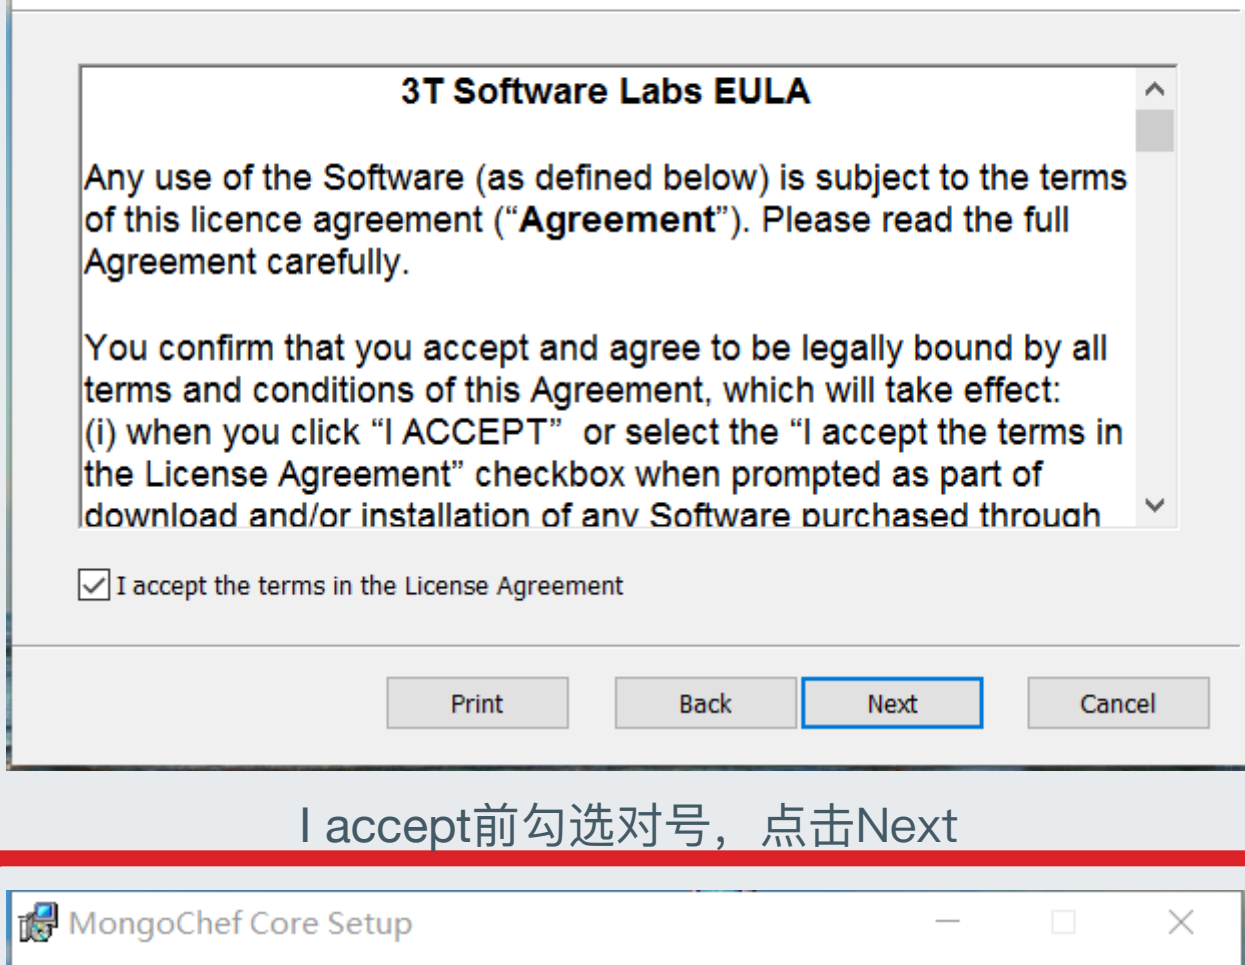 3T Software Labs EULA
Any use of the Software (as defined below) is subject to the terms
of this licence agreement (“Agreement”). Please read the full
Agreement carefully.
You confirm that you accept and agree to be legally bound by all
terms and conditions of this Agreement, which will take effect:
(i) when you click “I ACCEPT”  or select the “I accept the terms in
the License Agreement” checkbox when prompted as part of
download and/or installation of any Software purchased through
I accept the terms in the License Agreement
Print Back Next Cancel
I accept前勾选对号，点击Next
MongoChef Core Setup